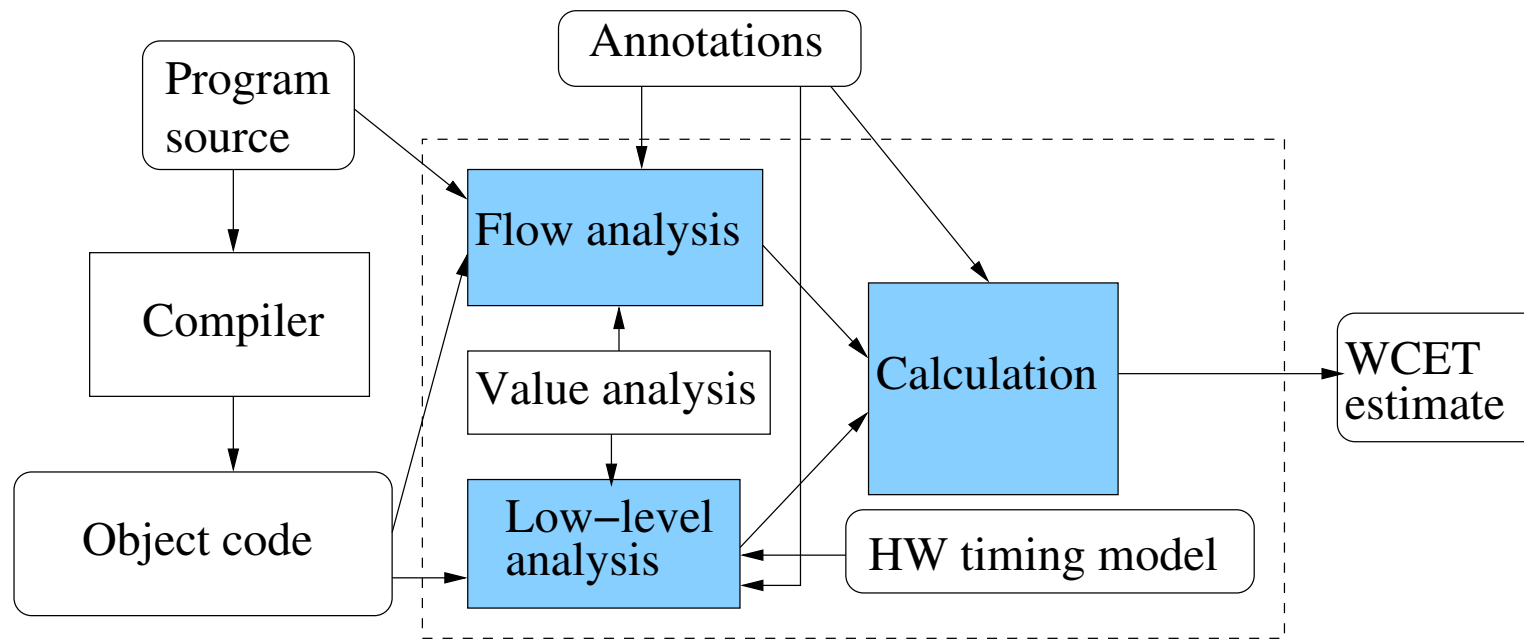 Annotations
Program
source
Flow analysis
Compiler
Value analysis
Calculation
WCET
estimate
Low−level
analysis
Object code
HW timing model